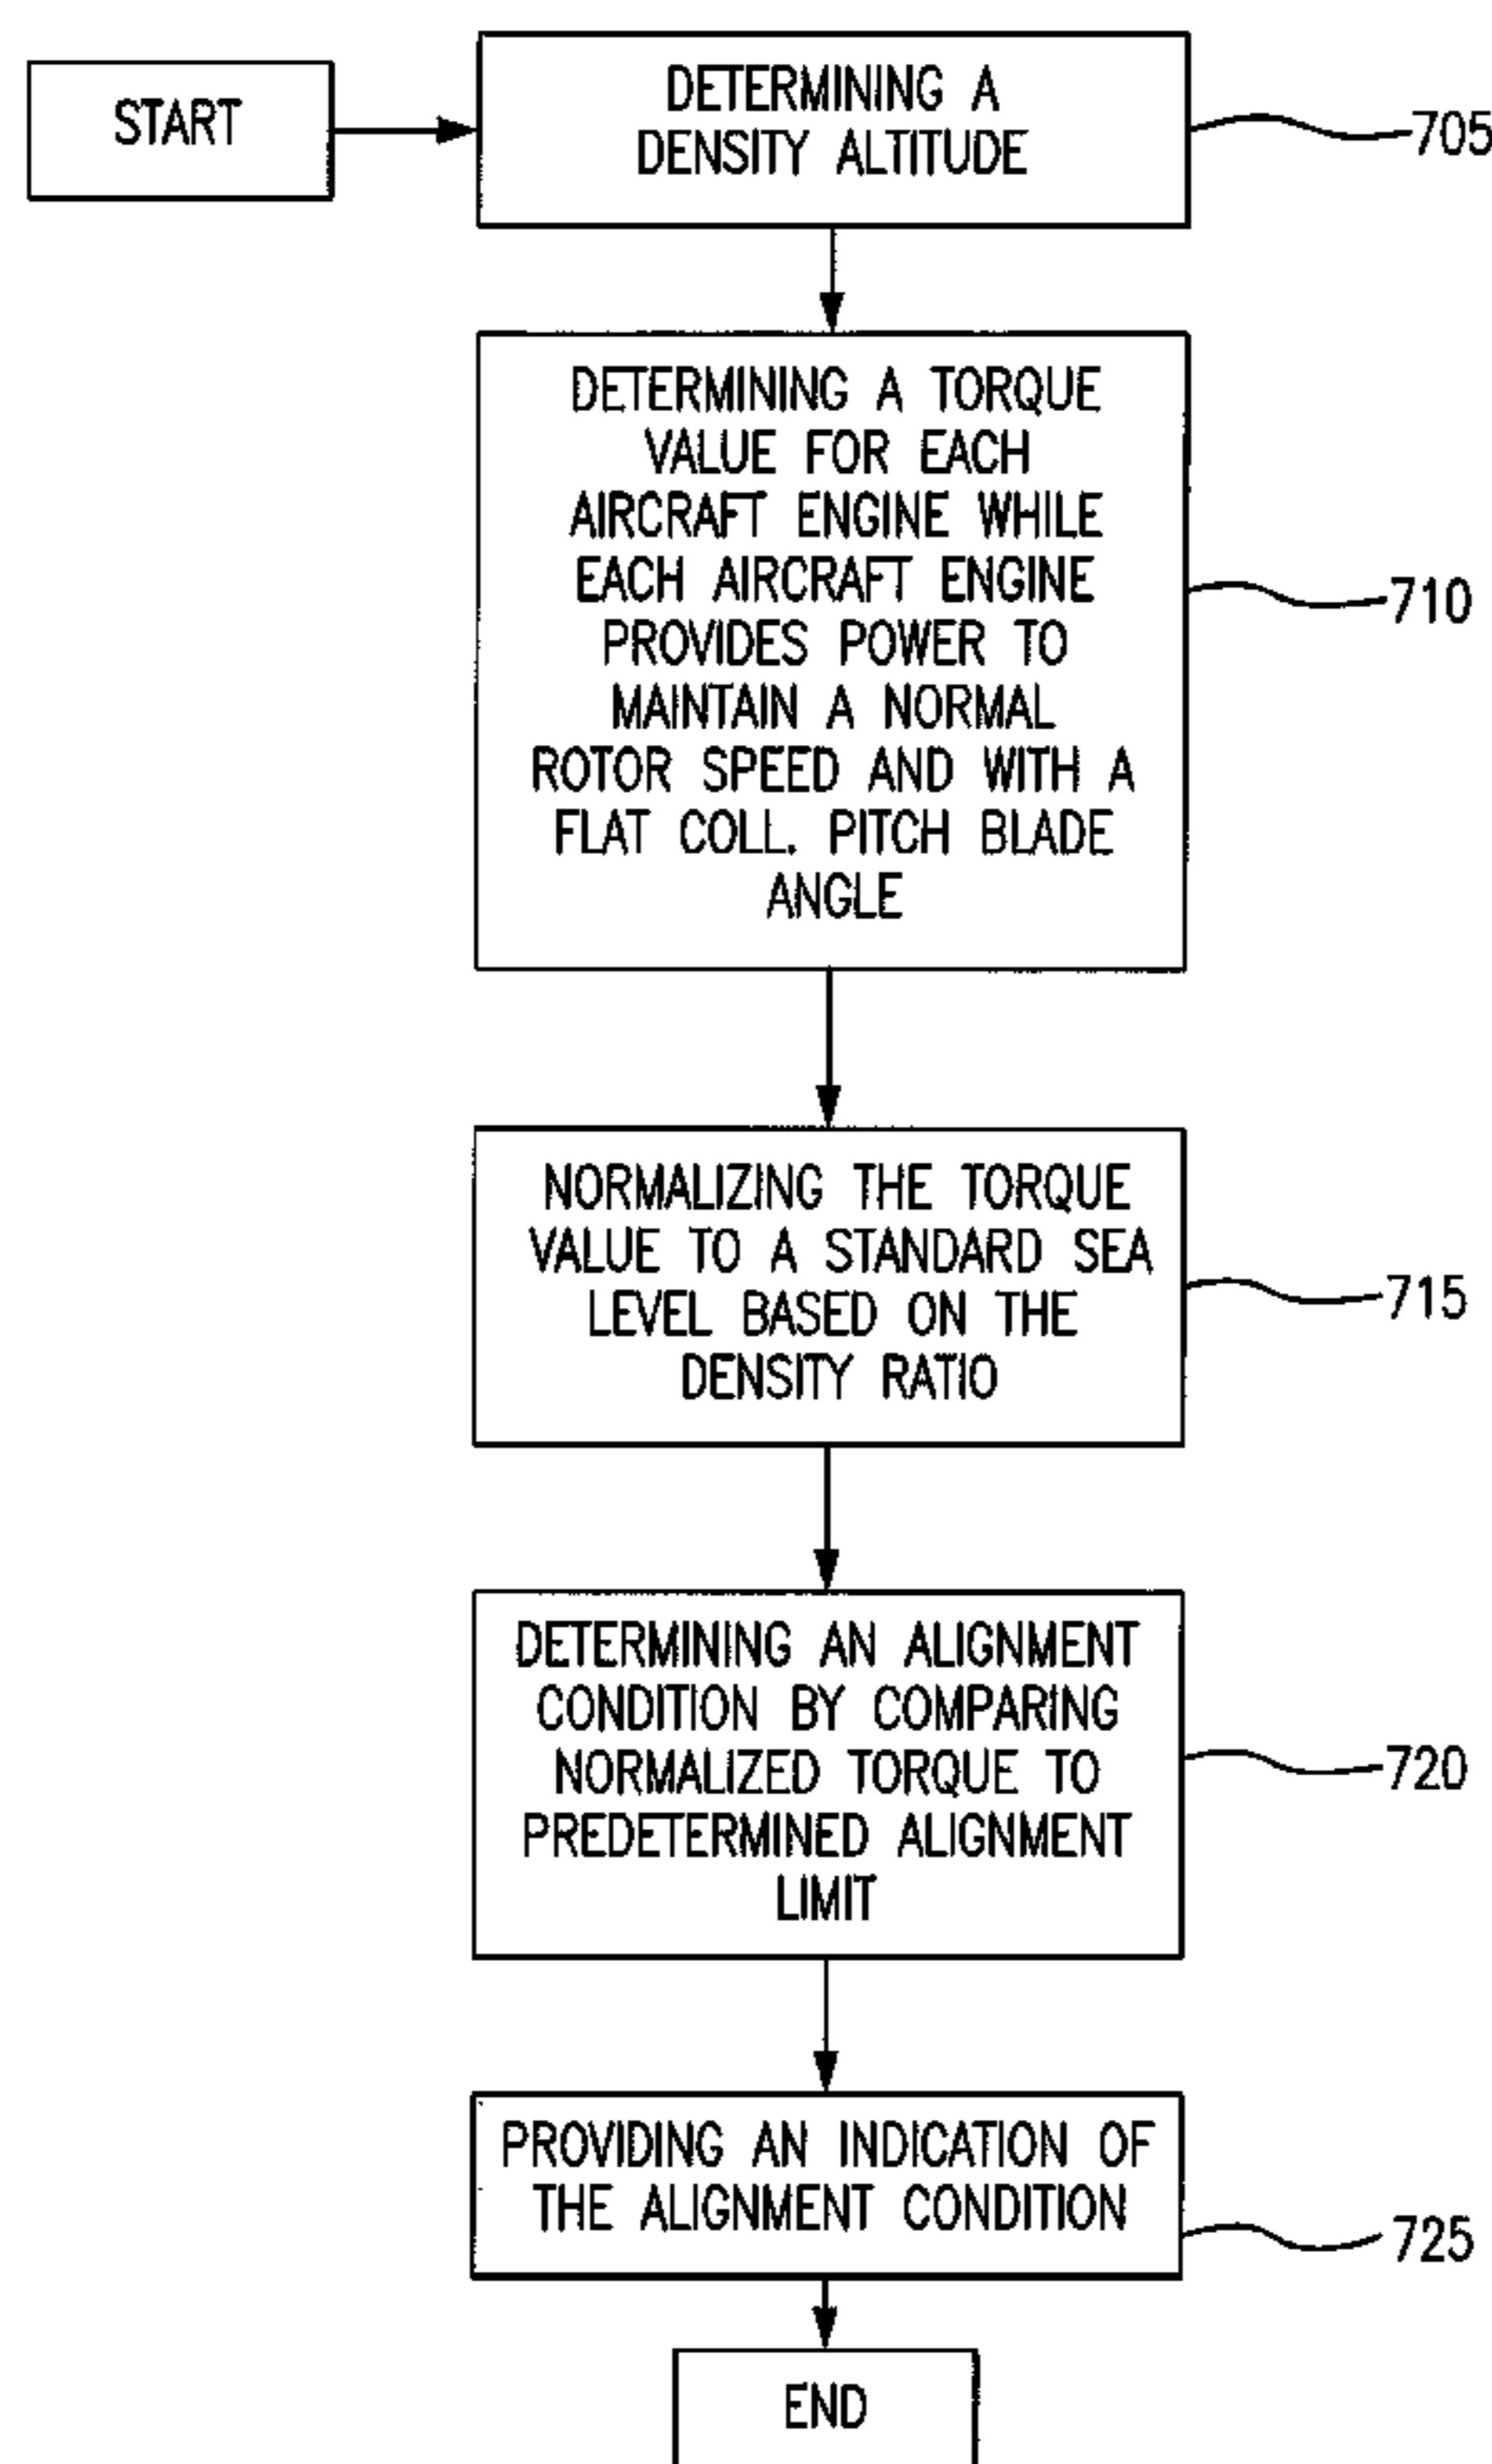 START
DETERMINING A
DENSITY ALTITUDE
705
DETERMINING A TORQUE
VALUE FOR EACH
AIRCRAFT ENGINE WHILE
EACH AIRCRAFT ENGINE
PROVIDES POWER TO
MAINTAIN A NORMAL
ROTOR SPEED AND WITH A
FLAT COLL. PITCH BLADE
ANGLE
710
NORMALIZING THE TORQUE
VALUE TO A STANDARD SEA
LEVEL BASED ON THE
DENSITY RATIO
715
DETERMINING AN ALIGNMENT
CONDITION BY COMPARING
NORMALIZED TORQUE TO
PREDETERMINED ALIGNMENT
LIMIT
720
PROVIDING AN INDICATION OF
THE ALIGNMENT CONDITION
725
END